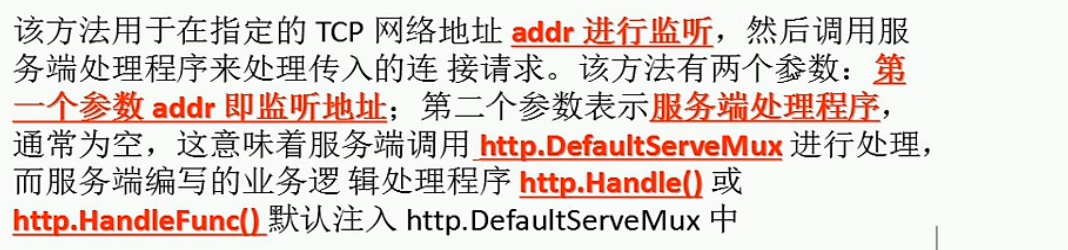 该方法用于在指定的 TCP 网络地址 addr 进行监听，然后调用服
务端处理程序来处理传入的连 接请求。该方法有两个参数：第
一个参数 addr 即监听地址；第二个参数表示服务端处理程序，
通常为空，这意味着服务端调用 http.DefaultServeMux 进行处理，
而服务端编写的业务逻 辑处理程序 http.Handle() 或
http.HandleFunc() 默认注入 http.DefaultServeMux 中